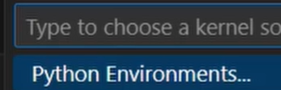 Type to choose a kernel so
Python Environments...